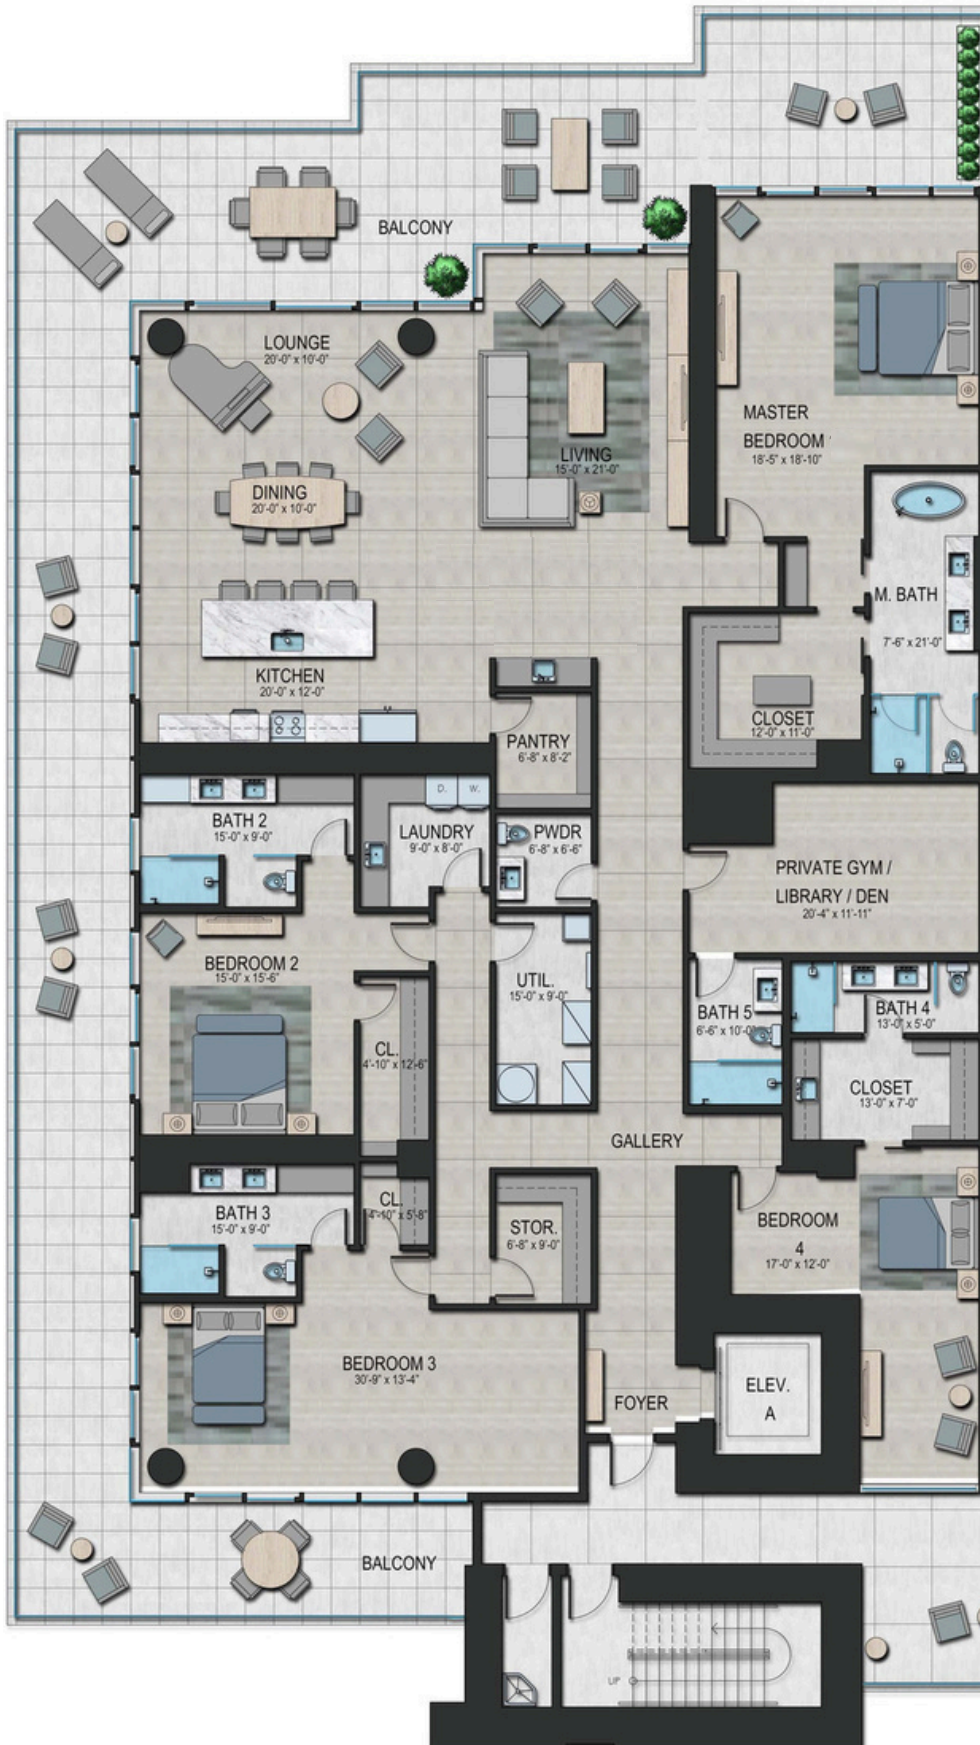 BALCONY
LOUNGE
20'-0" x 10'-0"
LIVING
15'-0" x 21'-0"
MASTER
BEDROOM
18'-5" x 18'-10"
DINING
20'-0" x 10'-0"
M. BATH
7'-6" x 21'-0"
KITCHEN
20'-0" x 12'-0"
CLOSET
12'-0" x 11'-0"
PANTRY
6'-8" x 8'-2"
D.
W.
BATH 2
15'-0" x 9'-0"
LAUNDRY
9'-0" x 8'-0"
PWDR
6'-8" x 6'-6"
PRIVATE GYM /
LIBRARY / DEN
20'-4" x 11'-11"
BEDROOM 2
15'-0" x 15'-6"
UTIL.
15'-0" x 9'-0"
BATH 5
6'-6" x 10'-0"
BATH 4
13'-0" x 5'-0"
CL.
4'-10" x 12'-6"
CLOSET
13'-0" x 7'-0"
GALLERY
BATH 3
15'-0" x 9'-0"
CL.
4'-10" x 5'-8"
STOR.
6'-8" x 9'-0"
BEDROOM
4
17'-0" x 12'-0"
BEDROOM 3
30'-9" x 13'-4"
FOYER
ELEV.
A
BALCONY
UP